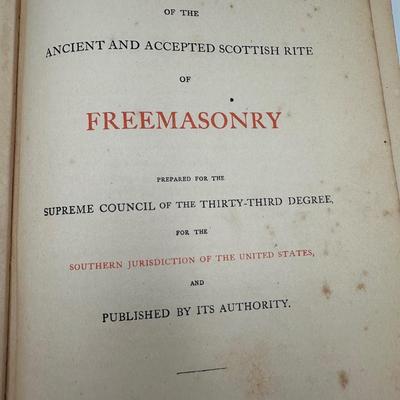 OF THE
ANCIENT AND ACCEPTED SCOTTISH RITE
OF
FREEMASONRY
PREPARED FOR THE
SUPREME COUNCIL OF THE THIRTY-THIRD DEGREE,
FOR THE
SOUTHERN JURISDICTION OF THE UNITED STATES,
AND
PUBLISHED BY ITS AUTHORITY.